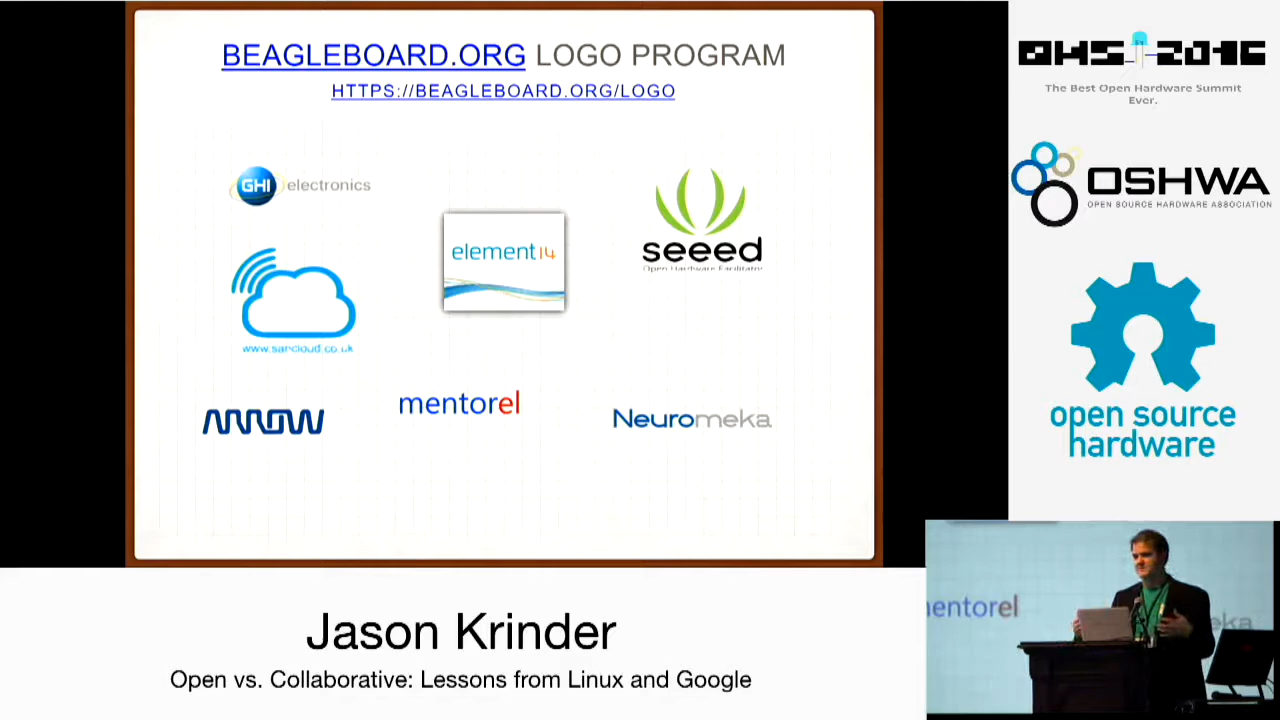 BEAGLEBOARD.ORG LOGO PROGRAM
HTTPS://BEAGLEBOARD.ORG/LOGO
GHI electronics
element14
seeed
Open Hardware Facilitator
www.sancloud.co.uk
ARROW
mentorel
Neuromeka
OHS 2016
The Best Open Hardware Summit
Ever.
OSHWA
OPEN SOURCE HARDWARE ASSOCIATION
open source
hardware
mentorel
eka
Jason Krinder
Open vs. Collaborative: Lessons from Linux and Google